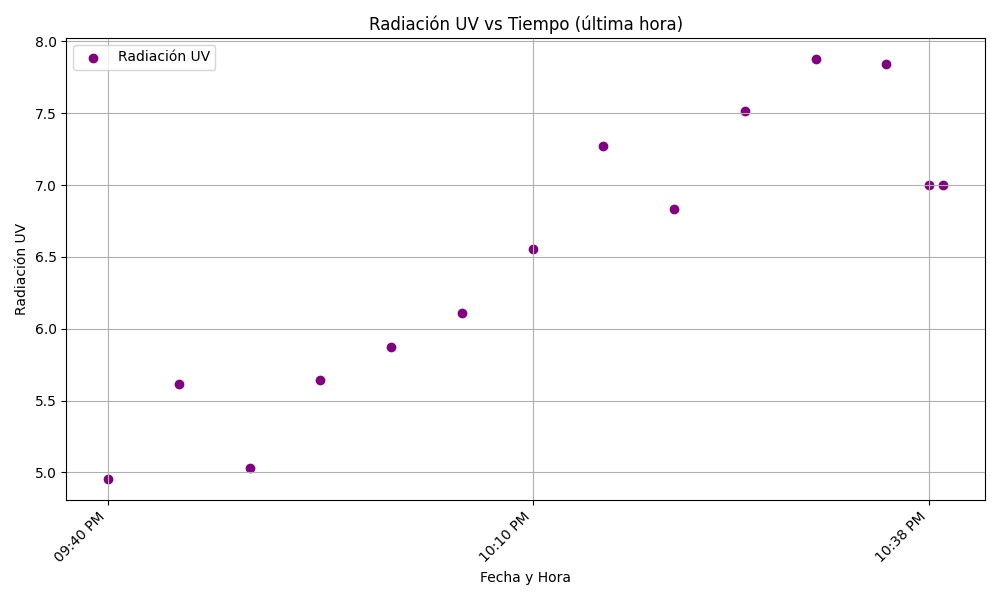 Radiación UV vs Tiempo (última hora)
Radiación UV
8.0
7.5
7.0
6.5
6.0
5.5
5.0
Radiación UV
09:40 PM
10:10 PM
10:38 PM
Fecha y Hora